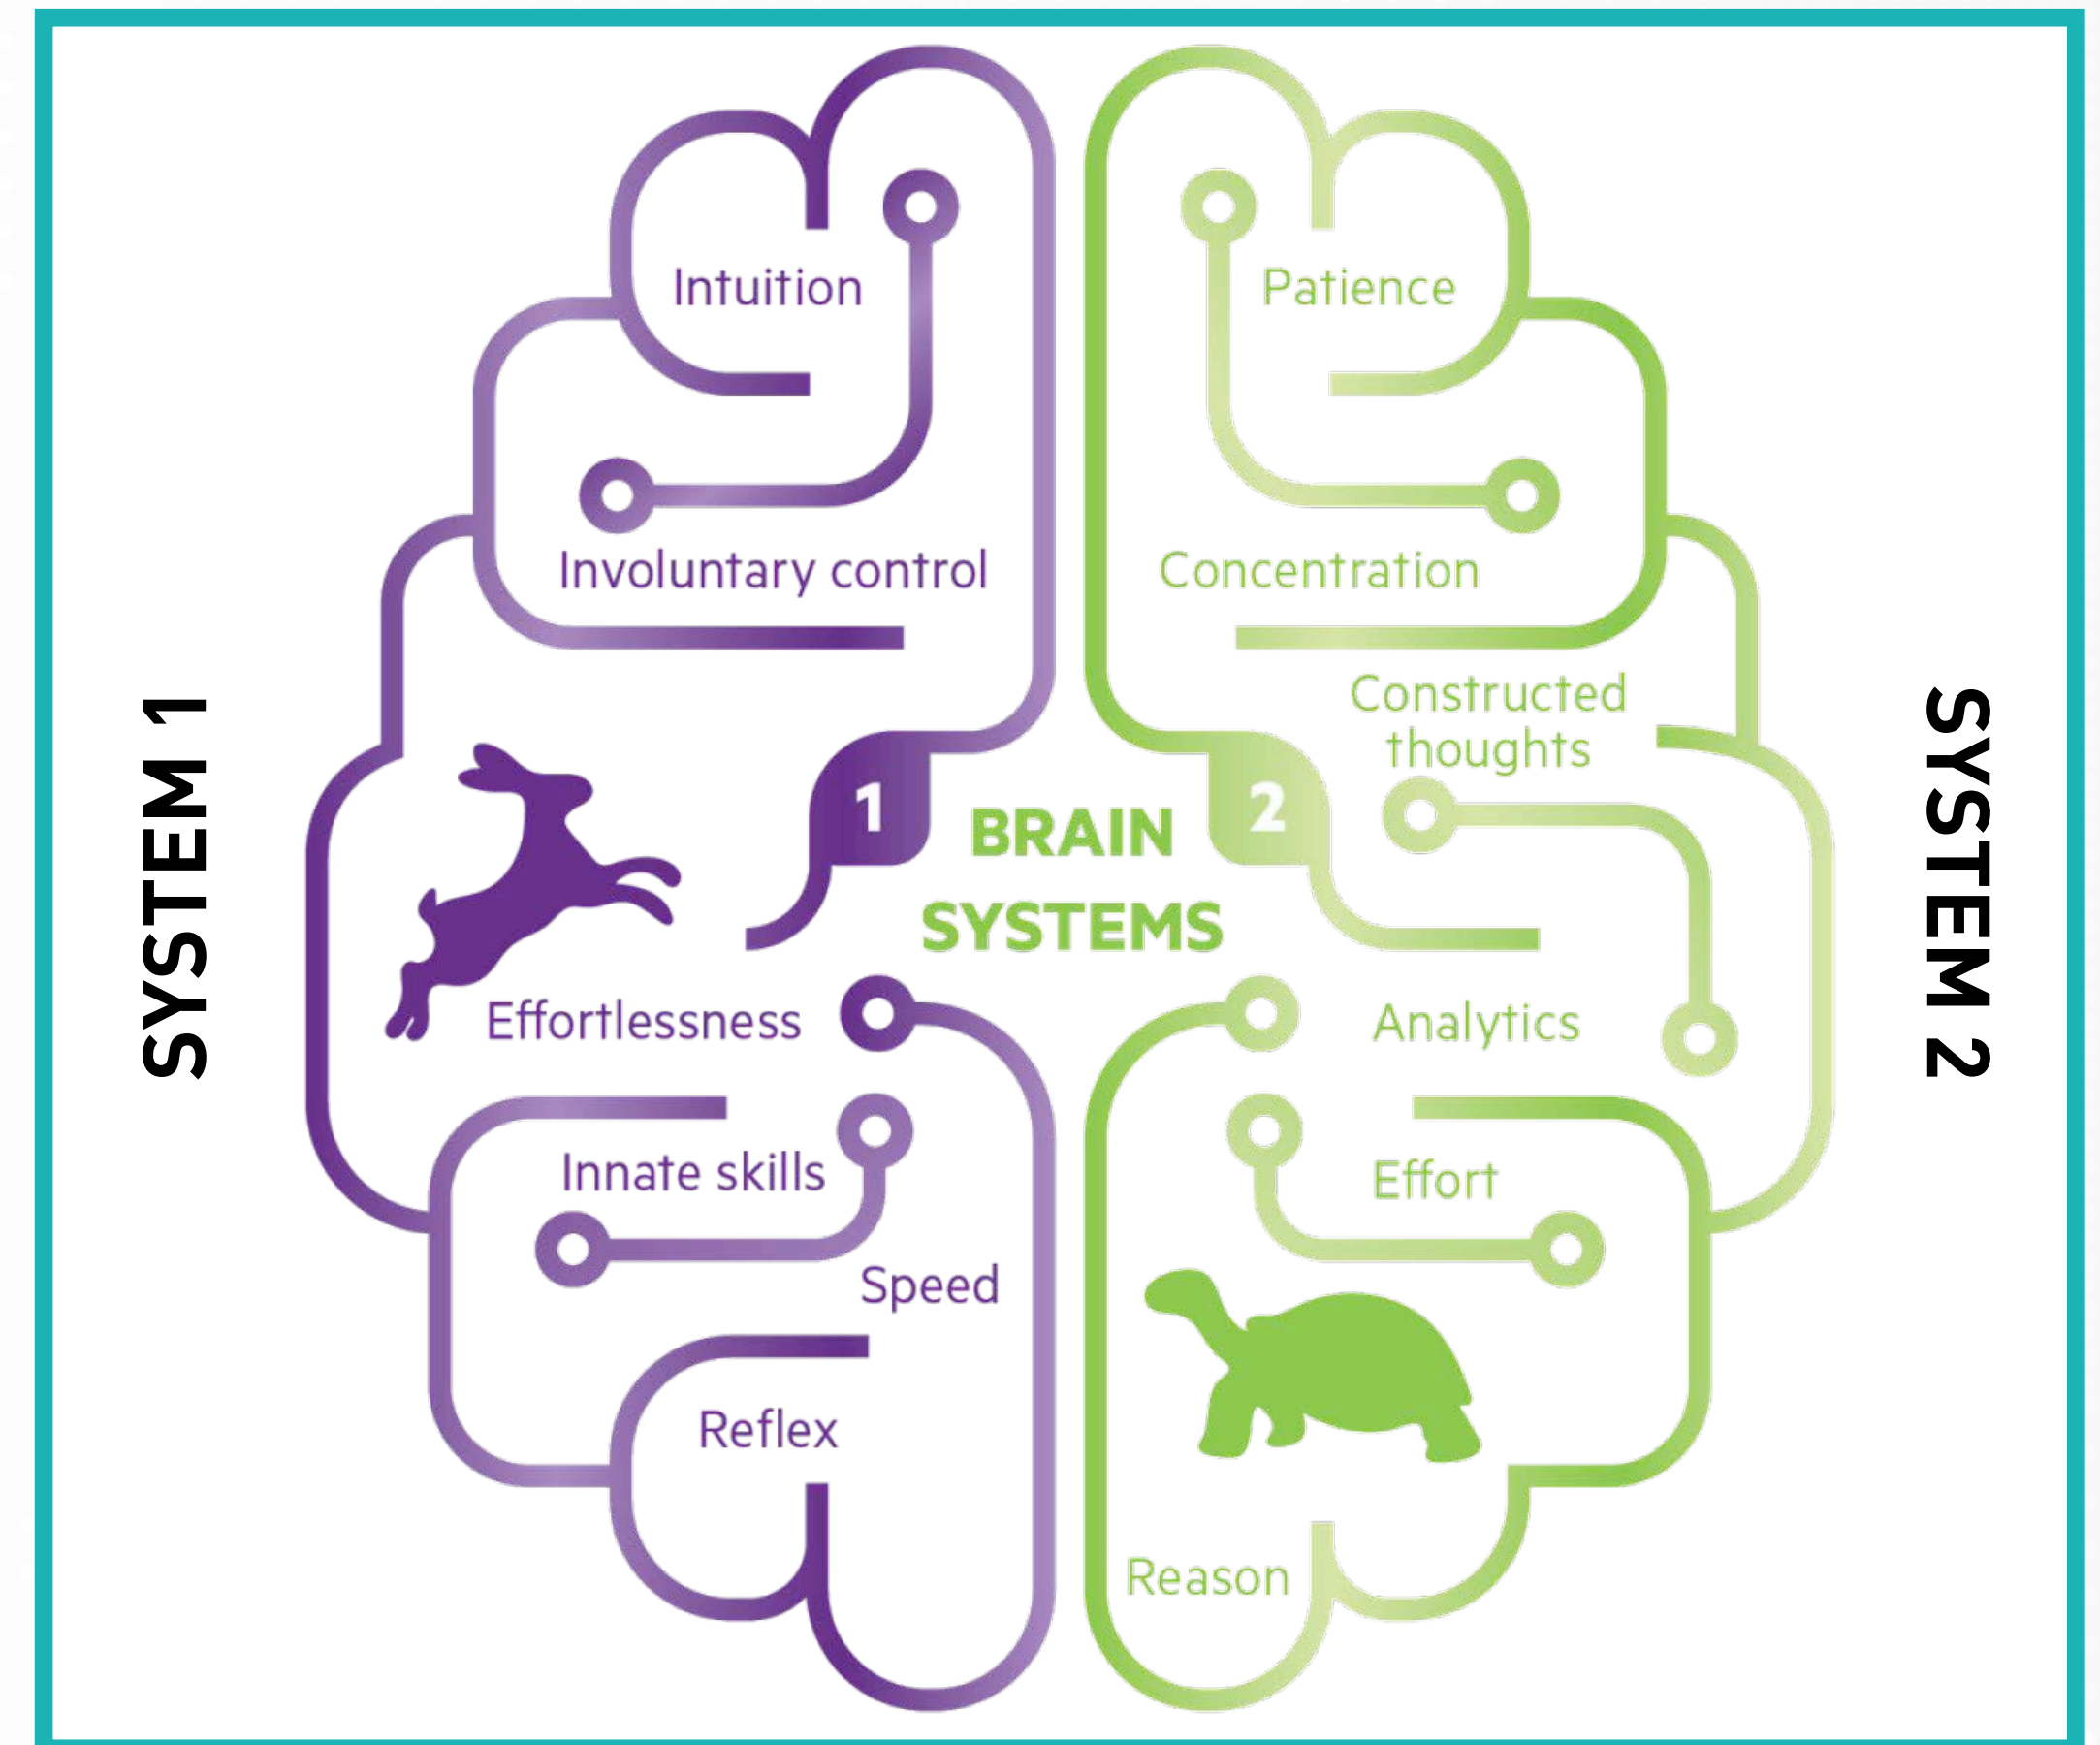 SYSTEM 1
Intuition
Involuntary control
1
Effortlessness
Innate skills
Speed
Reflex
BRAIN
SYSTEMS
2
Patience
Concentration
Constructed
thoughts
Analytics
Effort
Reason
SYSTEM 2